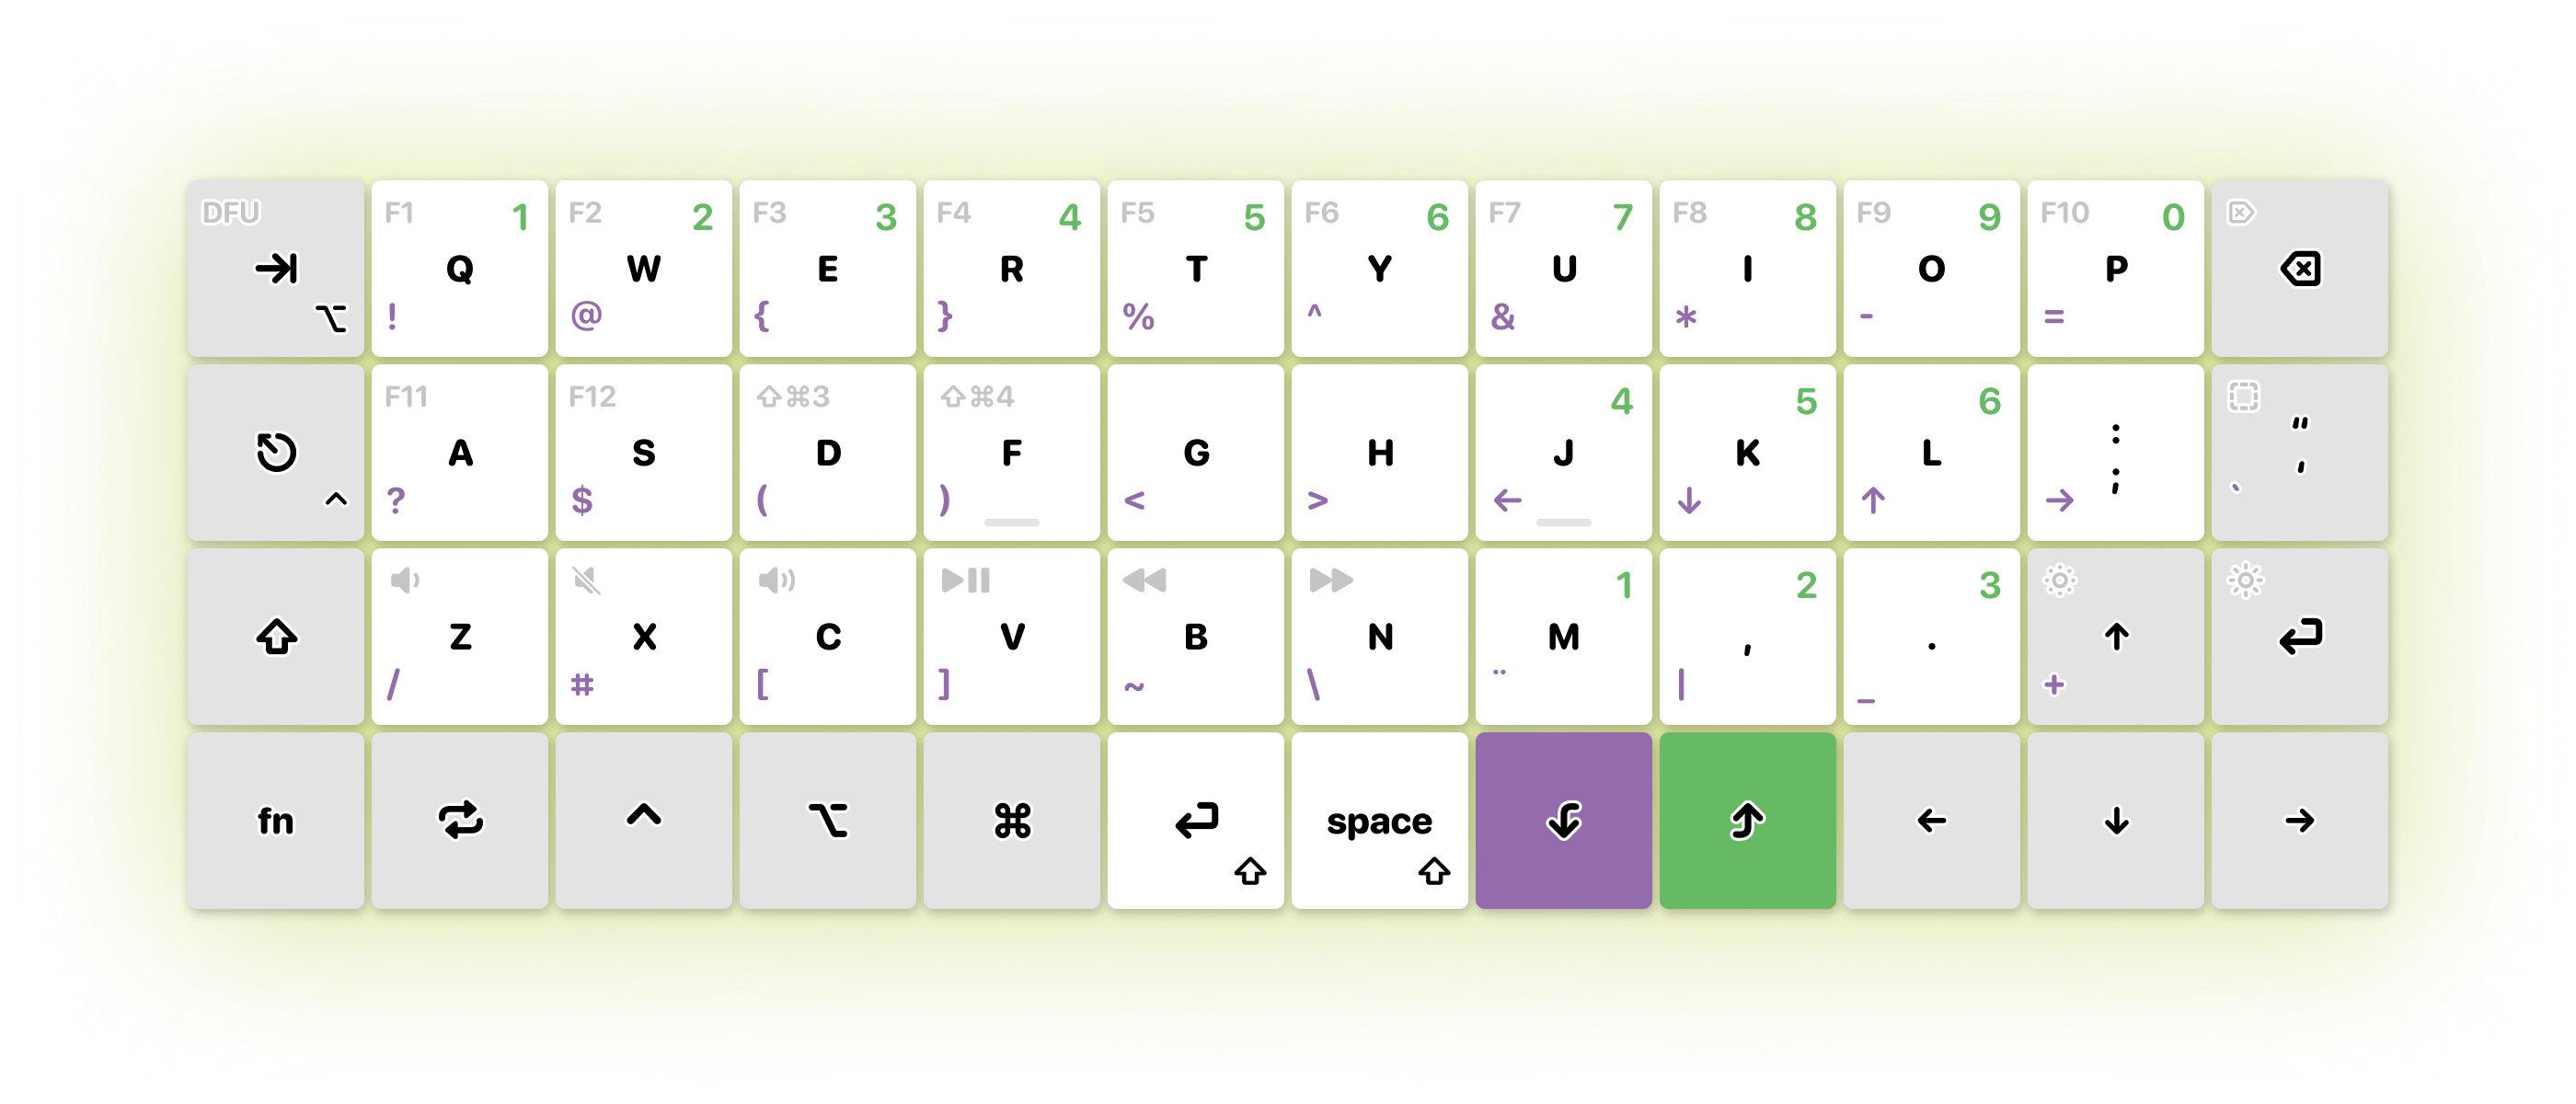 DFU ⇥ ⌥
F1 1 Q !
F2 2 W @
F3 3 E {
F4 4 R }
F5 5 T %
F6 6 Y ^
F7 7 U &
F8 8 I *
F9 9 O -
F10 0 P =
⌦ ⌫
⎋ ^
F11 A ?
F12 S $
⇧⌘3 D (
⇧⌘4 F )
G <
H >
4 J ←
5 K ↓
6 L ↑
: ; →
" ' `
⇧
Z /
X #
C [
V ]
B ~
N \
1 M ¨
2 , |
3 . _
↑ +
↩
fn
^
⌥
⌘
↩ ⇧
space ⇧
←
↓
→